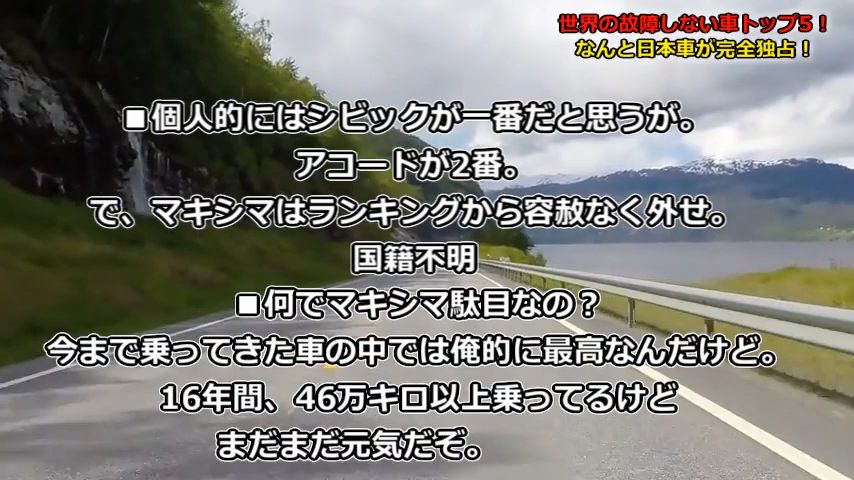 世界の故障しない車トップ5！
なんと日本車が完全独占！
■個人的にはシビックが一番だと思うが。
アコードが2番。
で、マキシマはランキングから容赦なく外せ。
国籍不明
■何でマキシマ駄目なの？
今まで乗ってきた車の中では俺的に最高なんだけど。
16年間、46万キロ以上乗ってるけど
まだまだ元気だぞ。